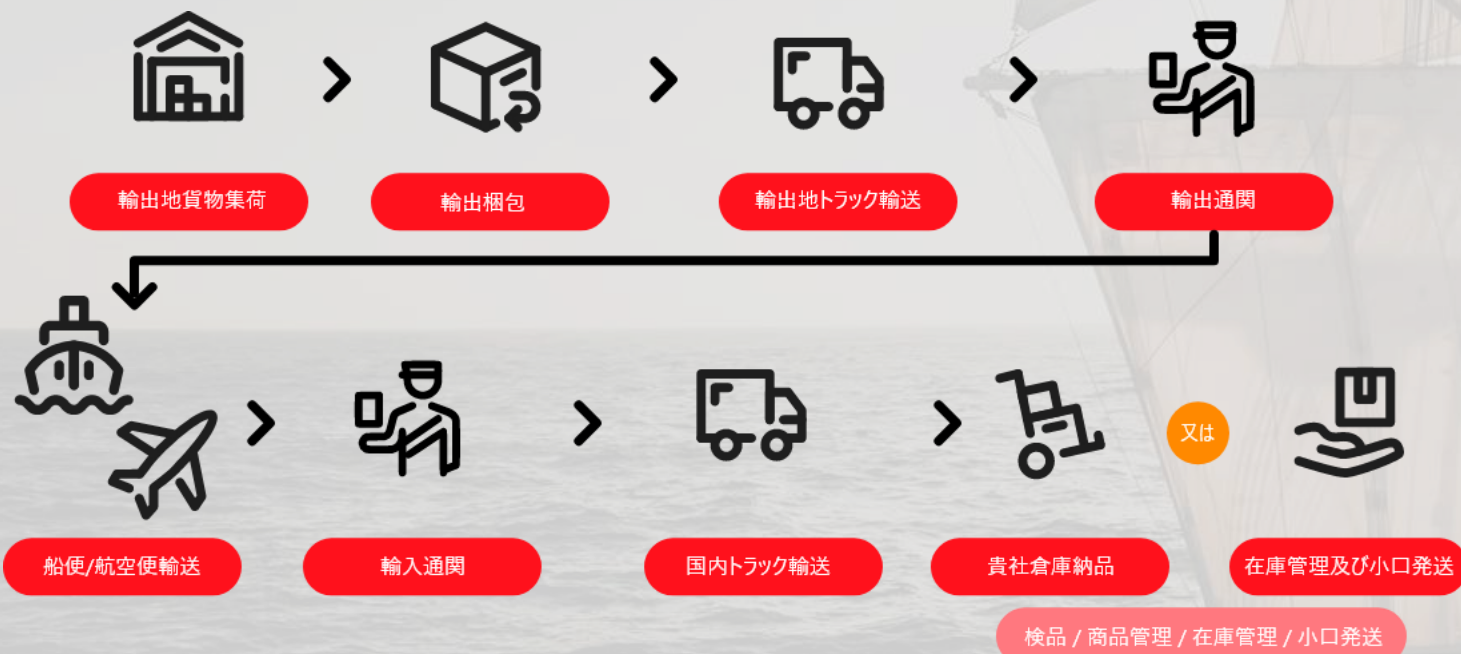 輸出地貨物集荷
輸出梱包
輸出地トラック輸送
輸出通関
船便/航空便輸送
輸入通関
国内トラック輸送
貴社倉庫納品
又は
在庫管理及び小口発送
検品 / 商品管理 / 在庫管理 / 小口発送